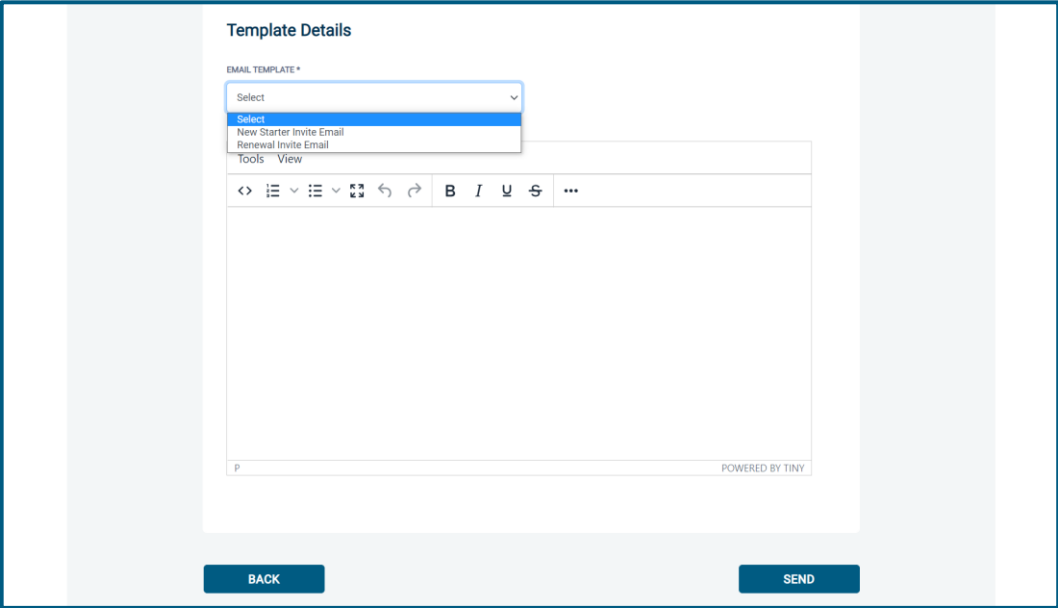 Template Details
EMAIL TEMPLATE *
Select
Select
New Starter Invite Email
Renewal Invite Email
Tools View
B I U S
P POWERED BY TINY
BACK SEND